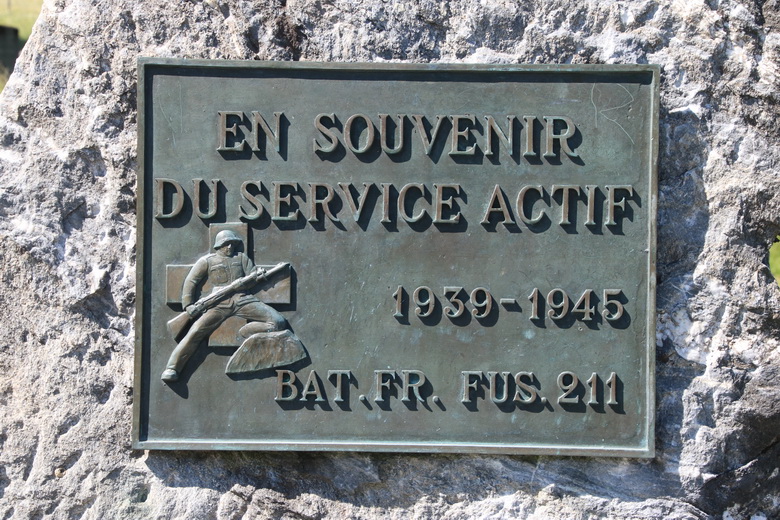 EN SOUVENIR
DU SERVICE ACTIF
1939-1945
BAT. FR. FUS. 211